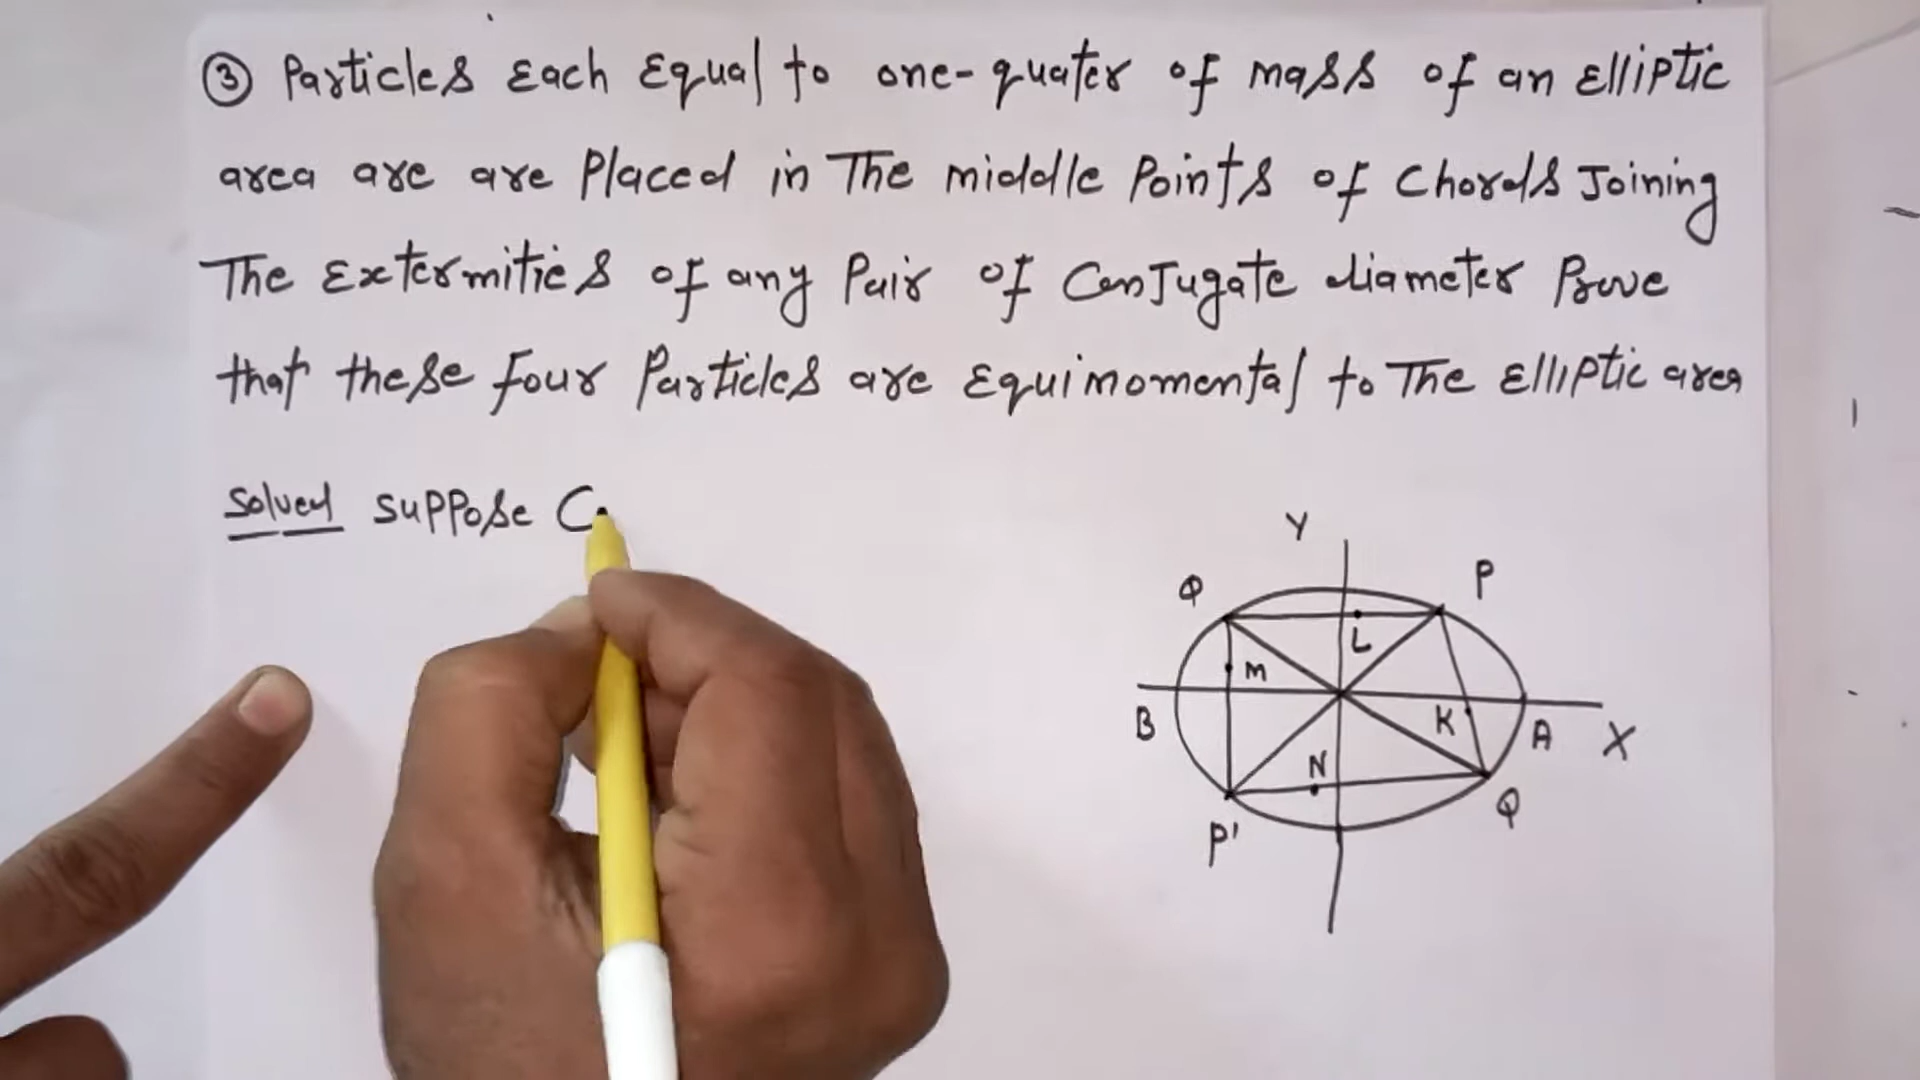 ③ Particles Each Equal to one-quater of mass of an Elliptic
area are are Placed in The middle Points of Chords Joining
The Extermities of any Pair of Conjugate diameter Prove
that these four Particles are Equimomental to The Elliptic area
Solved Suppose C
Y
Q P
L
M
B K A X
N
Q
P'